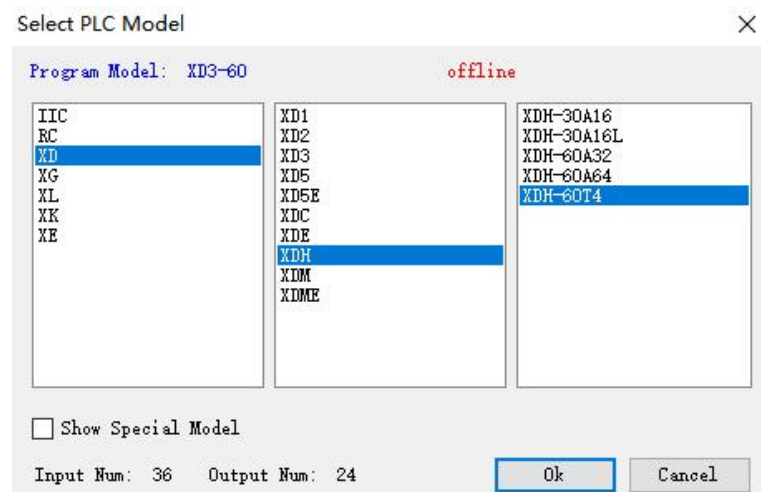 Select PLC Model
Program Model: XD3-60 offline
IIC
RC
XD
XG
XL
XK
XE
XD1
XD2
XD3
XD5
XD5E
XDC
XDE
XDH
XDM
XDME
XDH-30A16
XDH-30A16L
XDH-60A32
XDH-60A64
XDH-60T4
Show Special Model
Input Num: 36 Output Num: 24
Ok
Cancel